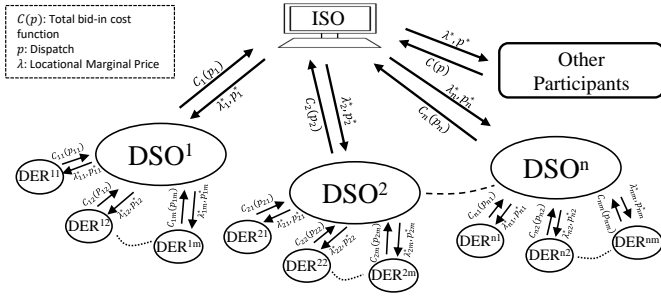 C(p): Total bid-in cost
function
p: Dispatch
λ: Locational Marginal Price
ISO
λ*, p*
C(p)
Other
Participants
C₁(p₁)
λ₁*, p₁*
C₂(p₂)
λ₂*, p₂*
λₙ*, pₙ*
Cₙ(pₙ)
DSO¹
DSO²
DSOⁿ
C₁₁(p₁₁)
λ₁₁*, p₁₁*
DER¹¹
C₁₂(p₁₂)
λ₁₂*, p₁₂*
DER¹²
C₁ₘ(p₁ₘ)
λ₁ₘ*, p₁ₘ*
DER¹ᵐ
C₂₁(p₂₁)
λ₂₁*, p₂₁*
DER²¹
C₂₂(p₂₂)
λ₂₂*, p₂₂*
DER²²
C₂ₘ(p₂ₘ)
λ₂ₘ*, p₂ₘ*
DER²ᵐ
Cₙ₁(pₙ₁)
λₙ₁*, pₙ₁*
DERⁿ¹
Cₙ₂(pₙ₂)
λₙ₂*, pₙ₂*
DERⁿ²
Cₙₘ(pₙₘ)
λₙₘ*, pₙₘ*
DERⁿᵐ